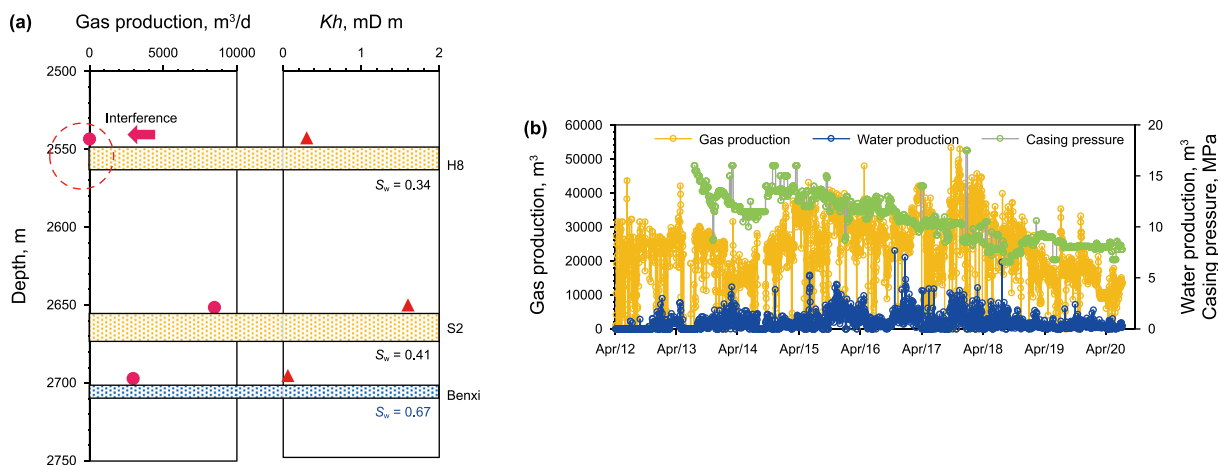 (a)
Gas production, m³/d
Kh, mD m
0 5000 10000
0 1 2
Depth, m
2500
2550
2600
2650
2700
2750
Interference
H8
Sw = 0.34
S2
Sw = 0.41
Benxi
Sw = 0.67
(b)
Gas production Water production Casing pressure
Gas production, m³
60000
50000
40000
30000
20000
10000
0
20
15
10
5
0
Water production, m³
Casing pressure, MPa
Apr/12 Apr/13 Apr/14 Apr/15 Apr/16 Apr/17 Apr/18 Apr/19 Apr/20